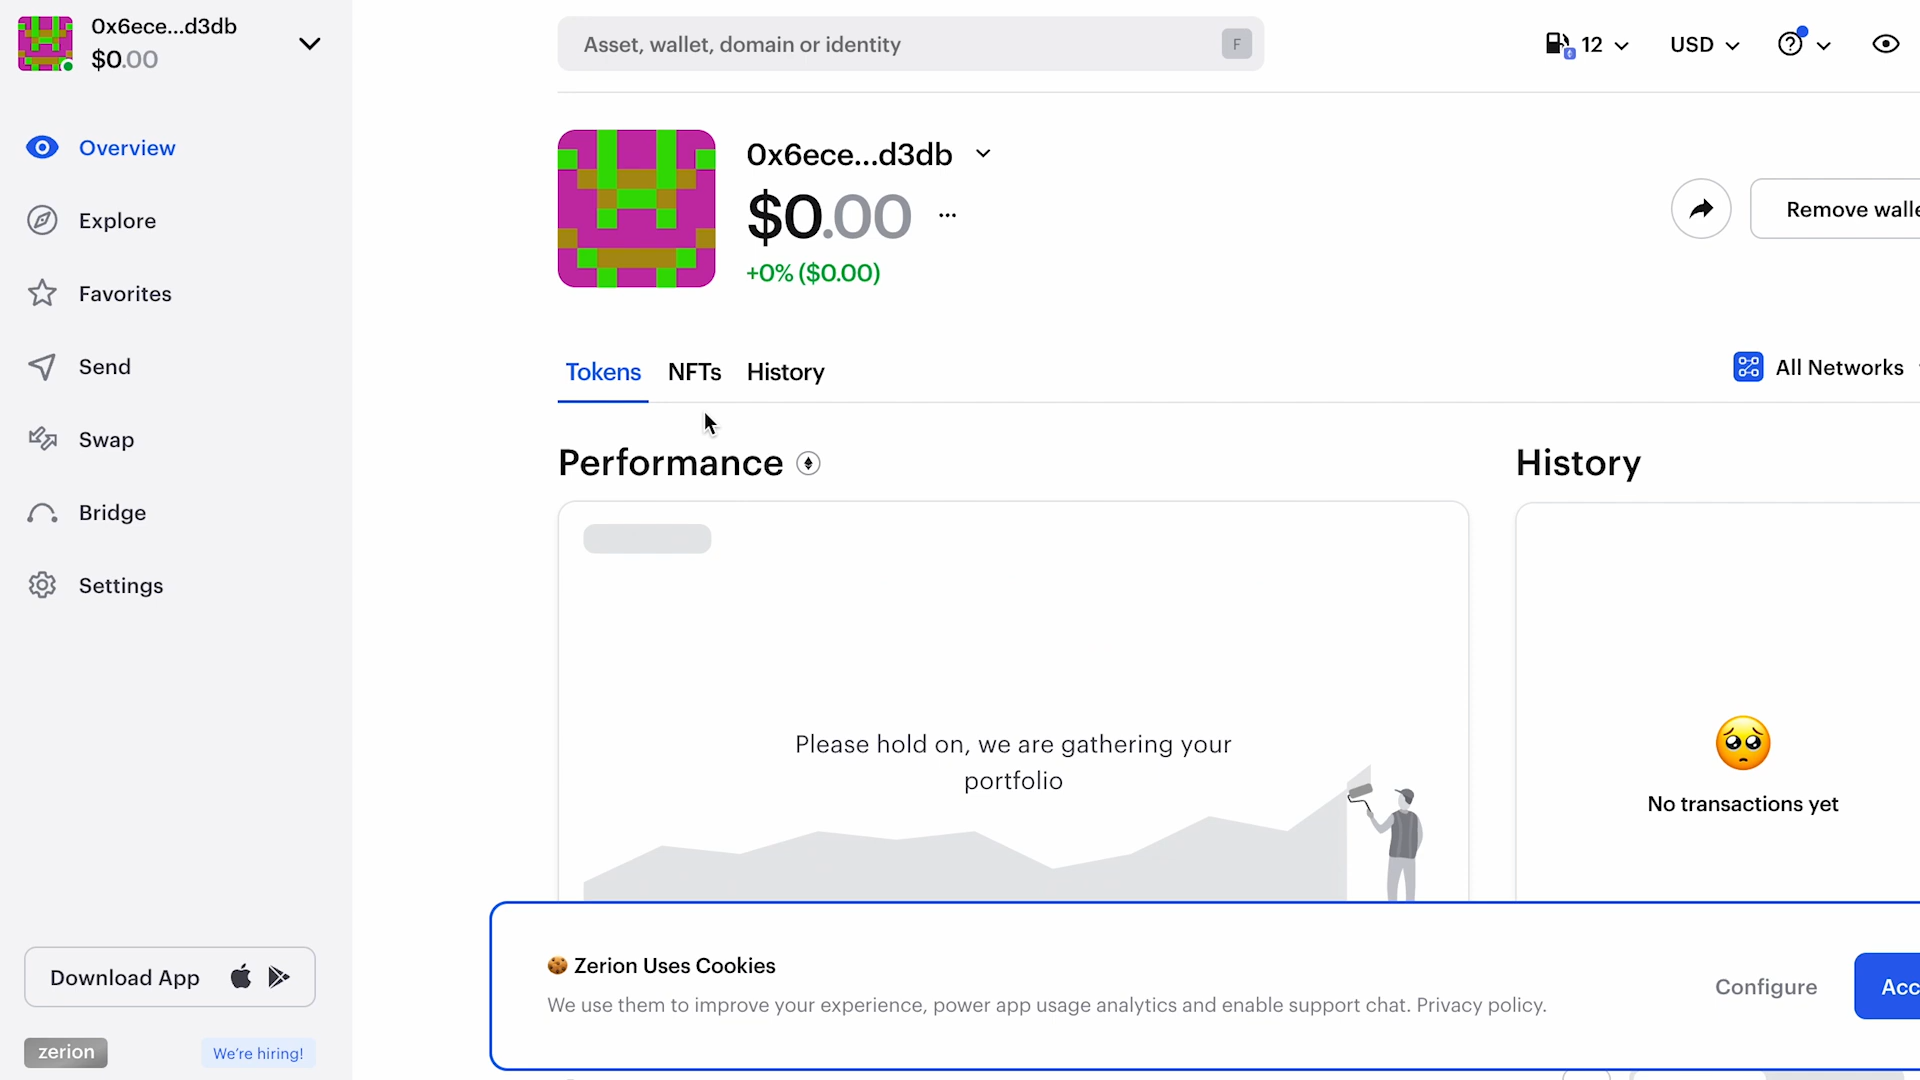 0x6ece...d3db
$0.00
Overview
Explore
Favorites
Send
Swap
Bridge
Settings
Download App
zerion
We're hiring!
Asset, wallet, domain or identity
F
12
USD
0x6ece...d3db
$0.00
...
+0% ($0.00)
Remove walle
Tokens
NFTs
History
All Networks
Performance
Please hold on, we are gathering your
portfolio
History
No transactions yet
Zerion Uses Cookies
We use them to improve your experience, power app usage analytics and enable support chat. Privacy policy.
Configure
Acc